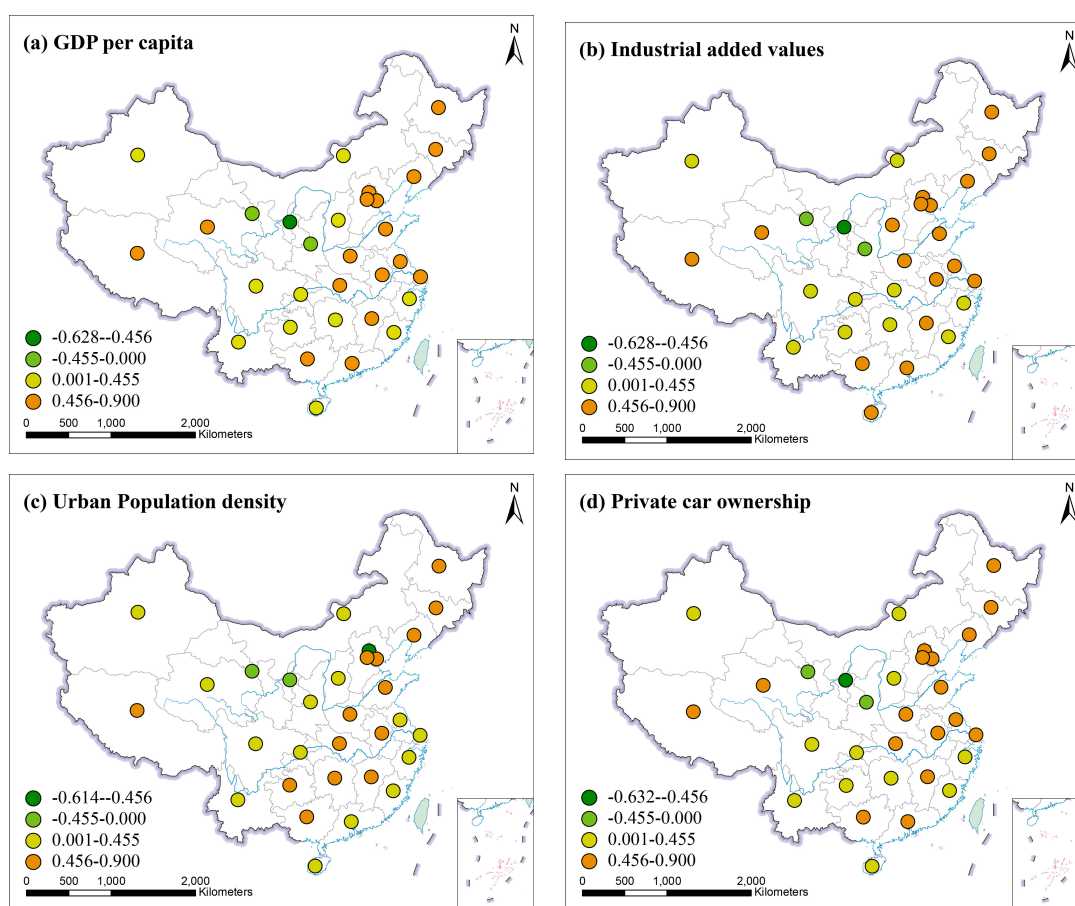 (a) GDP per capita
N
-0.628--0.456
-0.455-0.000
0.001-0.455
0.456-0.900
0 500 1,000 2,000
Kilometers
(b) Industrial added values
N
-0.628--0.456
-0.455-0.000
0.001-0.455
0.456-0.900
0 500 1,000 2,000
Kilometers
(c) Urban Population density
N
-0.614--0.456
-0.455-0.000
0.001-0.455
0.456-0.900
0 500 1,000 2,000
Kilometers
(d) Private car ownership
N
-0.632--0.456
-0.455-0.000
0.001-0.455
0.456-0.900
0 500 1,000 2,000
Kilometers